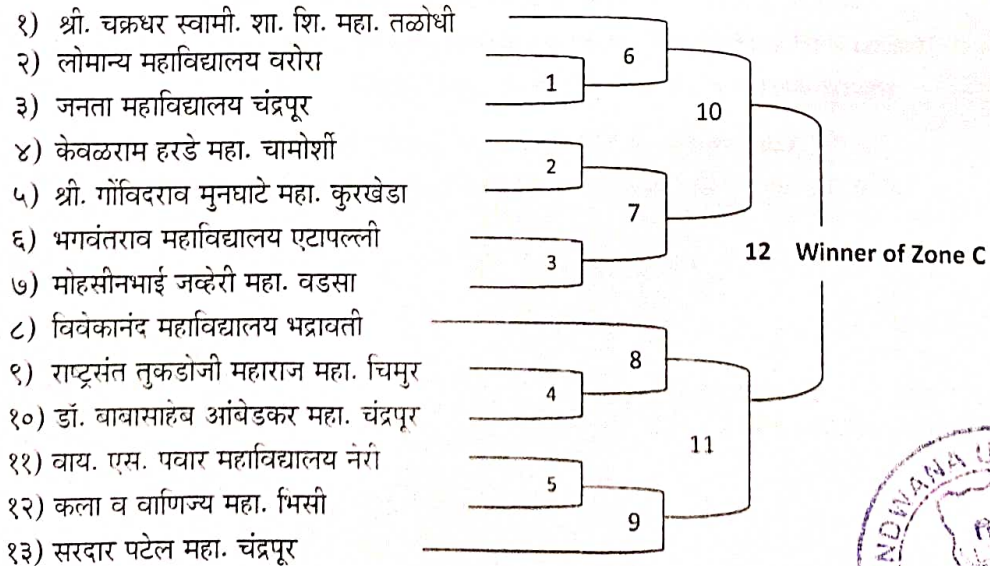 १) श्री. चक्रधर स्वामी. शा. शि. महा. तळोधी
6
२) लोमान्य महाविद्यालय वरोरा
1
३) जनता महाविद्यालय चंद्रपूर
10
४) केवळराम हरडे महा. चामोर्शी
2
५) श्री. गोंविदराव मुनघाटे महा. कुरखेडा
7
६) भगवंतराव महाविद्यालय एटापल्ली
3
12 Winner of Zone C
७) मोहसीनभाई जव्हेरी महा. वडसा
८) विवेकानंद महाविद्यालय भद्रावती
8
९) राष्ट्रसंत तुकडोजी महाराज महा. चिमुर
4
१०) डॉ. वाबासाहेब आंबेडकर महा. चंद्रपूर
11
११) वाय. एस. पवार महाविद्यालय नेरी
5
१२) कला व वाणिज्य महा. भिसी
9
१३) सरदार पटेल महा. चंद्रपूर
NDWANA